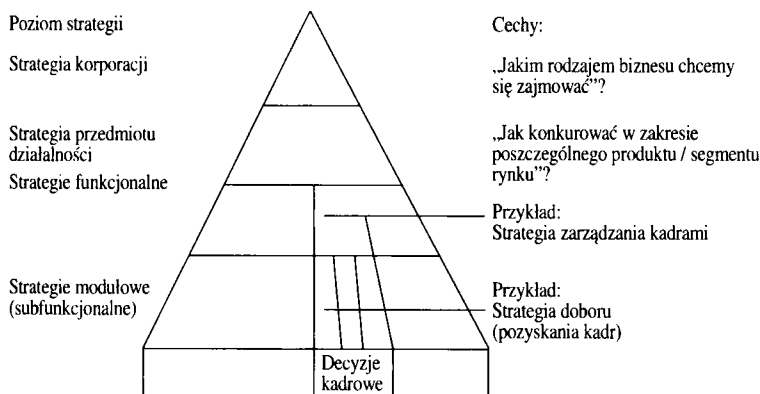 Poziom strategii
Strategia korporacji
Strategia przedmiotu
działalności
Strategie funkcjonalne
Strategie modułowe
(subfunkcjonalne)
Cechy:
„Jakim rodzajem biznesu chcemy
się zajmować”?
„Jak konkurować w zakresie
poszczególnego produktu / segmentu
rynku”?
Przykład:
Strategia zarządzania kadrami
Przykład:
Strategia doboru
(pozyskania kadr)
Decyzje
kadrowe